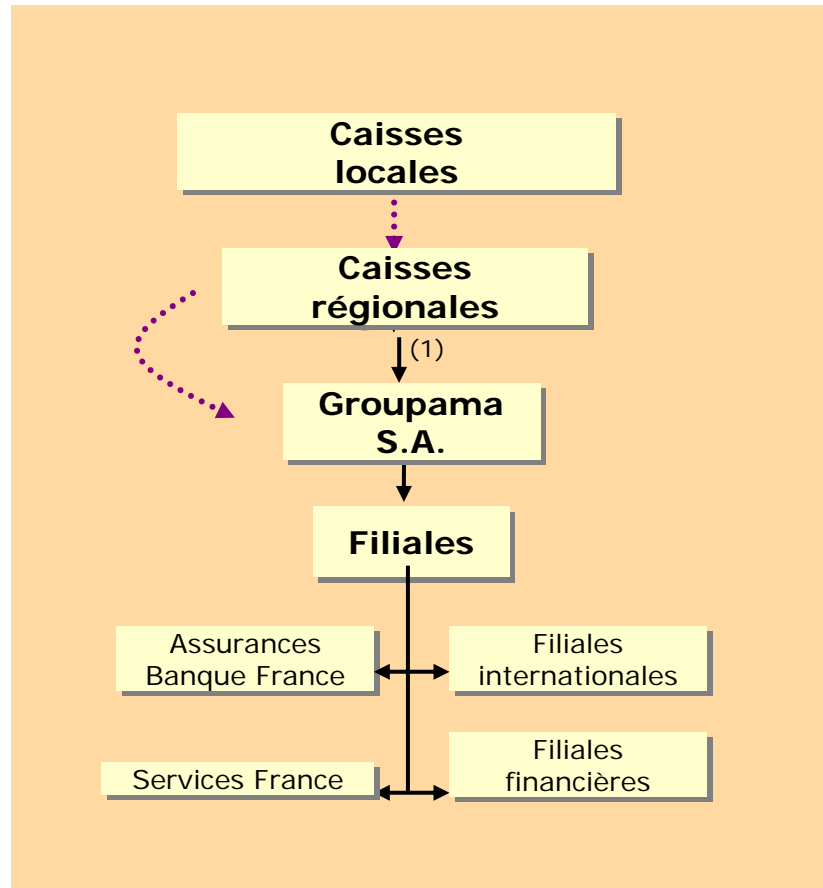 Caisses
locales
Caisses
régionales
(1)
Groupama
S.A.
Filiales
Assurances
Banque France
Filiales
internationales
Services France
Filiales
financières